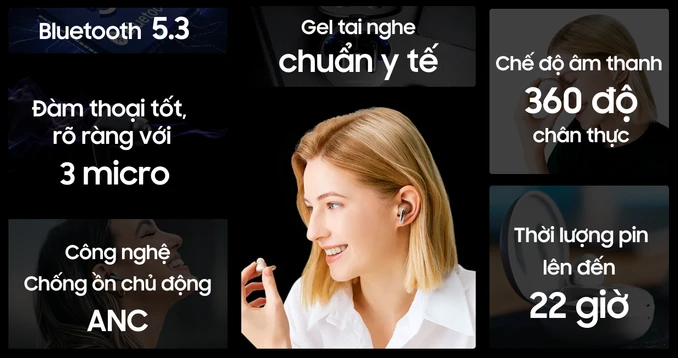 Bluetooth 5.3
Gel tai nghe
chuẩn y tế
Chế độ âm thanh
360 độ
chân thực
Đàm thoại tốt,
rõ ràng với
3 micro
Công nghệ
Chống ồn chủ động
ANC
Thời lượng pin
lên đến
22 giờ